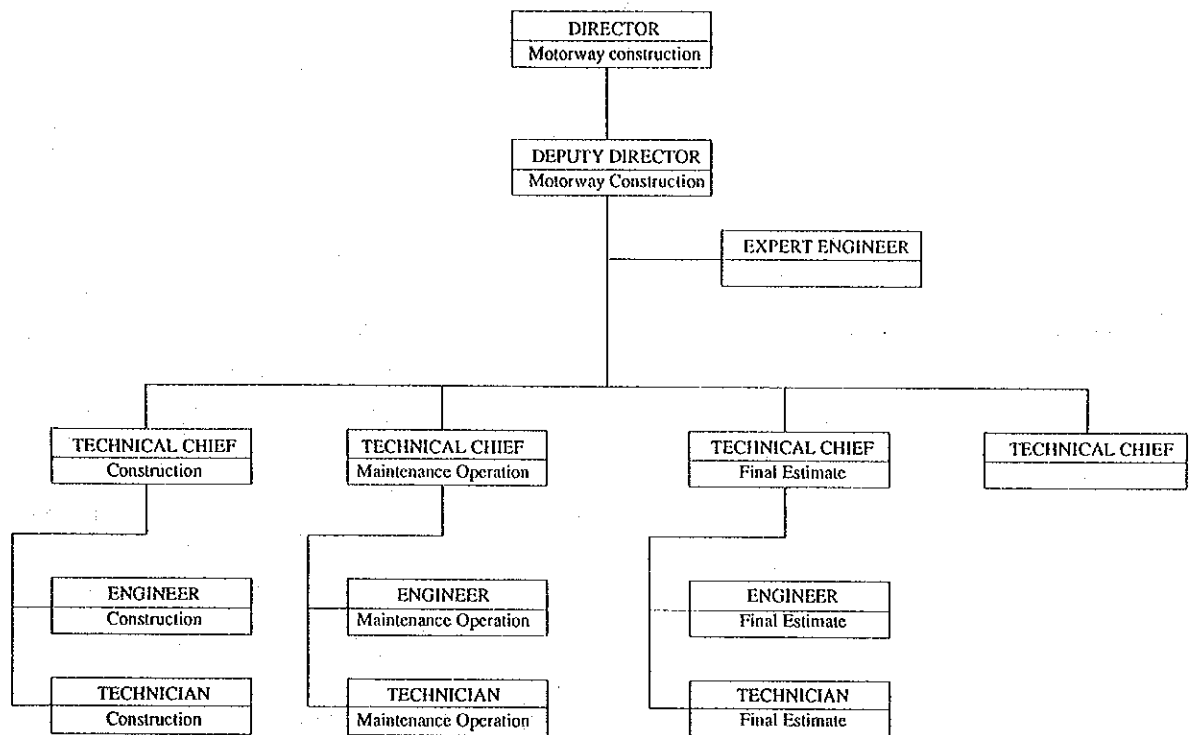 DIRECTOR
Motorway construction
DEPUTY DIRECTOR
Motorway Construction
EXPERT ENGINEER
TECHNICAL CHIEF
Construction
TECHNICAL CHIEF
Maintenance Operation
TECHNICAL CHIEF
Final Estimate
TECHNICAL CHIEF
ENGINEER
Construction
ENGINEER
Maintenance Operation
ENGINEER
Final Estimate
TECHNICIAN
Construction
TECHNICIAN
Maintenance Operation
TECHNICIAN
Final Estimate